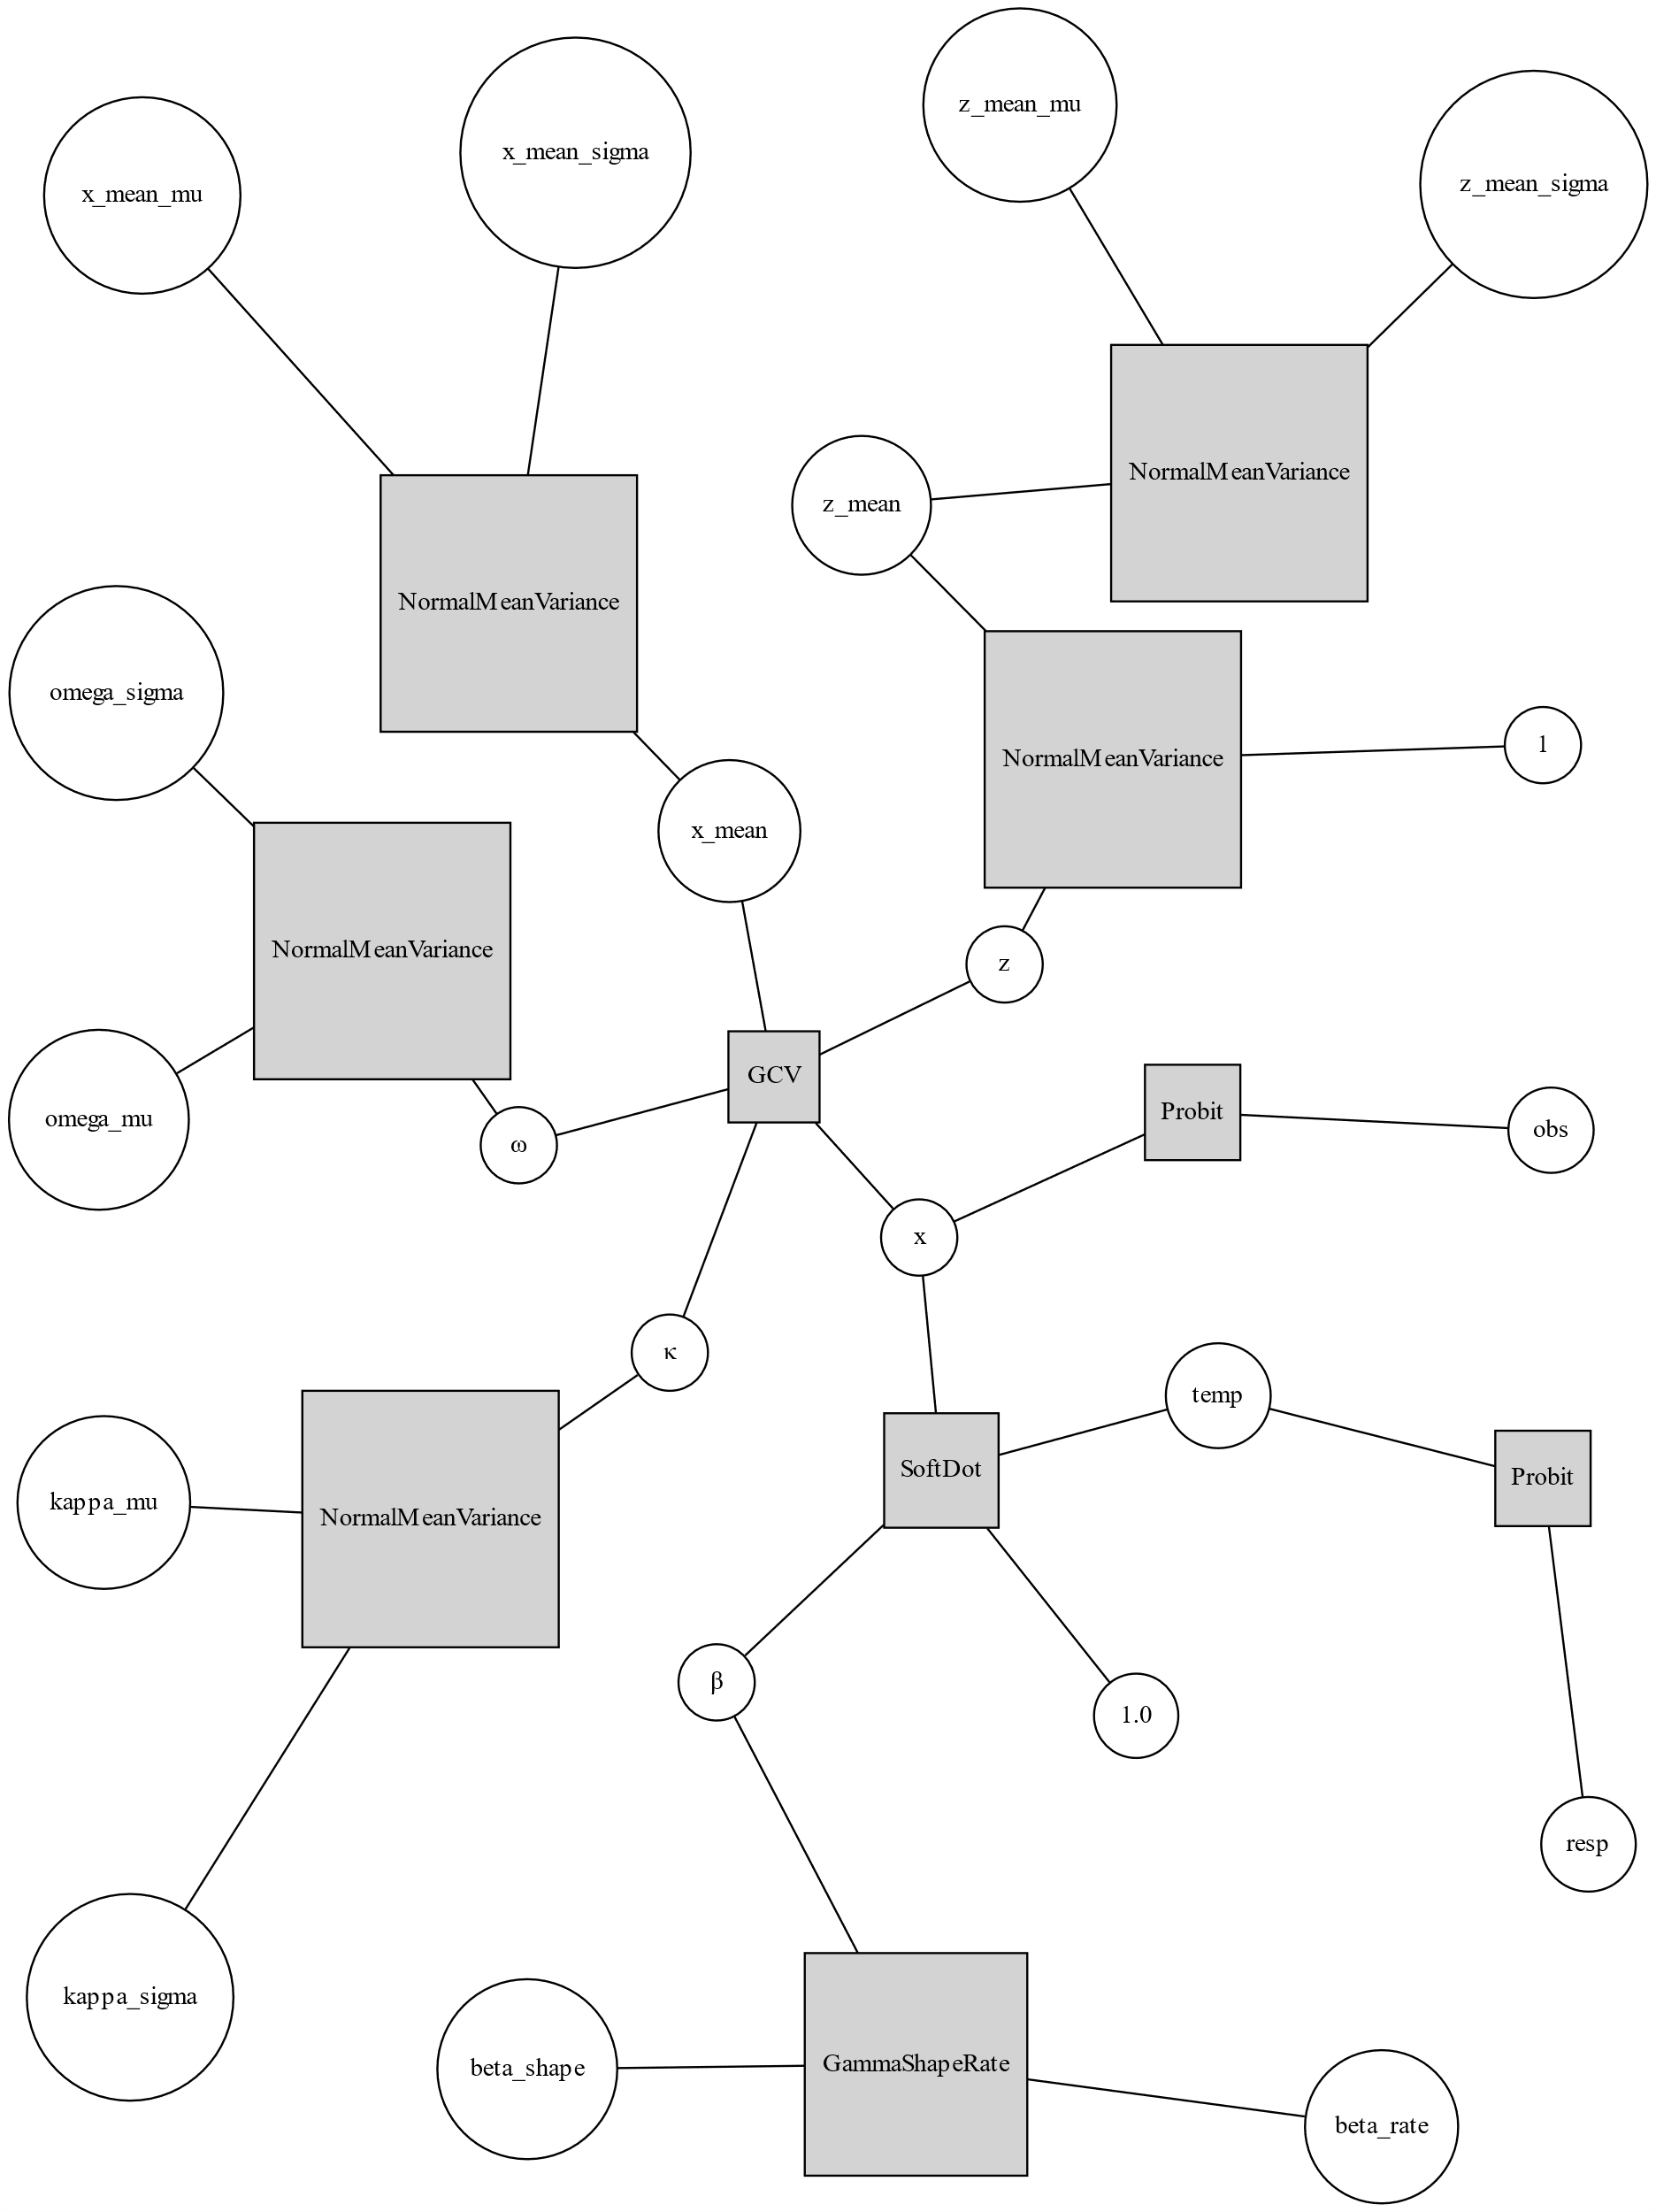 z_mean_mu
x_mean_sigma
z_mean_sigma
x_mean_mu
NormalMeanVariance
z_mean
NormalMeanVariance
omega_sigma
1
NormalMeanVariance
x_mean
NormalMeanVariance
z
GCV
Probit
omega_mu
obs
ω
x
κ
temp
SoftDot
Probit
kappa_mu
NormalMeanVariance
β
1.0
resp
kappa_sigma
GammaShapeRate
beta_shape
beta_rate